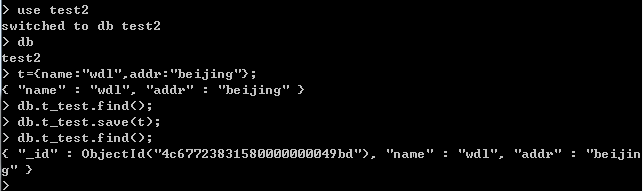 > use test2
switched to db test2
> db
test2
> t={name:"wdl",addr:"beijing"};
{ "name" : "wdl", "addr" : "beijing" }
> db.t_test.find();
> db.t_test.save(t);
> db.t_test.find();
{ "_id" : ObjectId("4c67723831580000000049bd"), "name" : "wdl", "addr" : "beijin
g" }
>